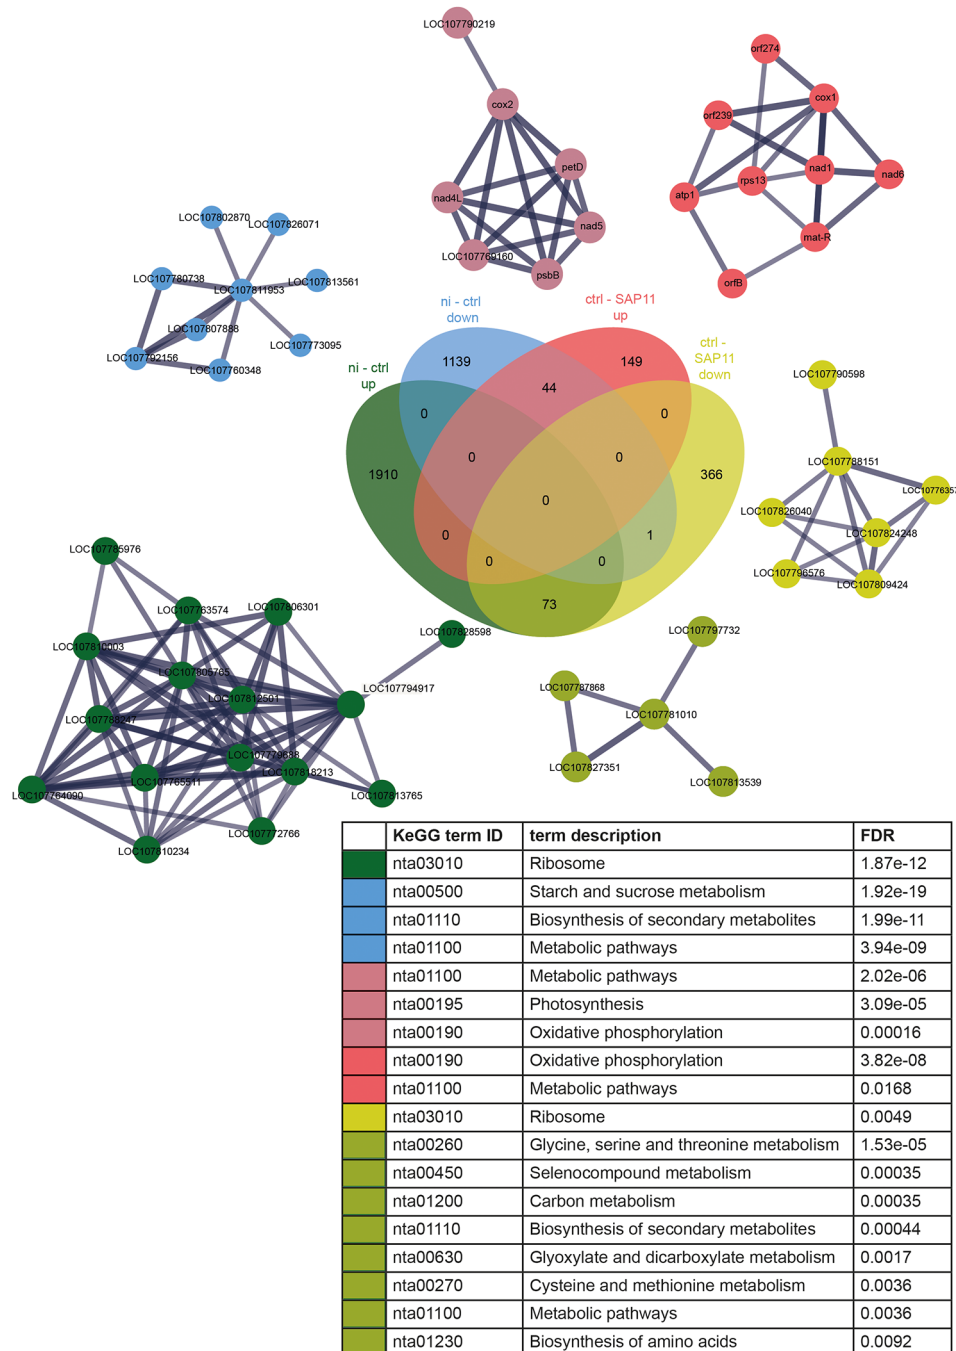 LOC107790219
cox2
petD
nad4L
nad5
LOC107769160
psbB
orf274
cox1
orf239
nad1
nad6
rps13
atp1
mat-R
orfB
LOC107802870
LOC107826071
LOC107780738
LOC107811953
LOC107813561
LOC107807888
LOC107773095
LOC107792156
LOC107760348
ni - ctrl
down
ctrl - SAP11
up
ctrl -
SAP11
down
ni - ctrl
up
1139
149
44
0
0
0
0
1910
366
0
0
1
0
0
73
LOC107790598
LOC107788151
LOC10776357
LOC107826040
LOC107824248
LOC107796576
LOC107809424
LOC107785976
LOC107763574
LOC107806301
LOC107828598
LOC107810003
LOC107805765
LOC107794917
LOC107812501
LOC107788247
LOC107779688
LOC107818213
LOC107765511
LOC107764090
LOC107813765
LOC107772766
LOC107810234
LOC107797732
LOC107787868
LOC107781010
LOC107827351
LOC107813539
KeGG term ID term description FDR
nta03010 Ribosome 1.87e-12
nta00500 Starch and sucrose metabolism 1.92e-19
nta01110 Biosynthesis of secondary metabolites 1.99e-11
nta01100 Metabolic pathways 3.94e-09
nta01100 Metabolic pathways 2.02e-06
nta00195 Photosynthesis 3.09e-05
nta00190 Oxidative phosphorylation 0.00016
nta00190 Oxidative phosphorylation 3.82e-08
nta01100 Metabolic pathways 0.0168
nta03010 Ribosome 0.0049
nta00260 Glycine, serine and threonine metabolism 1.53e-05
nta00450 Selenocompound metabolism 0.00035
nta01200 Carbon metabolism 0.00035
nta01110 Biosynthesis of secondary metabolites 0.00044
nta00630 Glyoxylate and dicarboxylate metabolism 0.0017
nta00270 Cysteine and methionine metabolism 0.0036
nta01100 Metabolic pathways 0.0036
nta01230 Biosynthesis of amino acids 0.0092